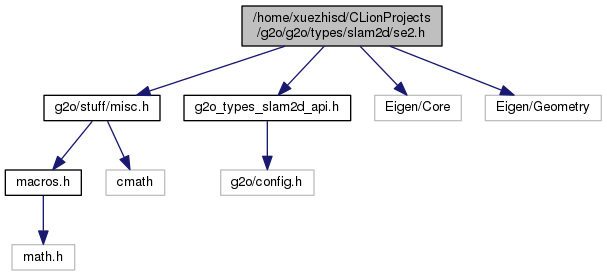 /home/xuezhisd/CLionProjects
/g2o/g2o/types/slam2d/se2.h
g2o/stuff/misc.h
g2o_types_slam2d_api.h
Eigen/Core
Eigen/Geometry
macros.h
cmath
g2o/config.h
math.h